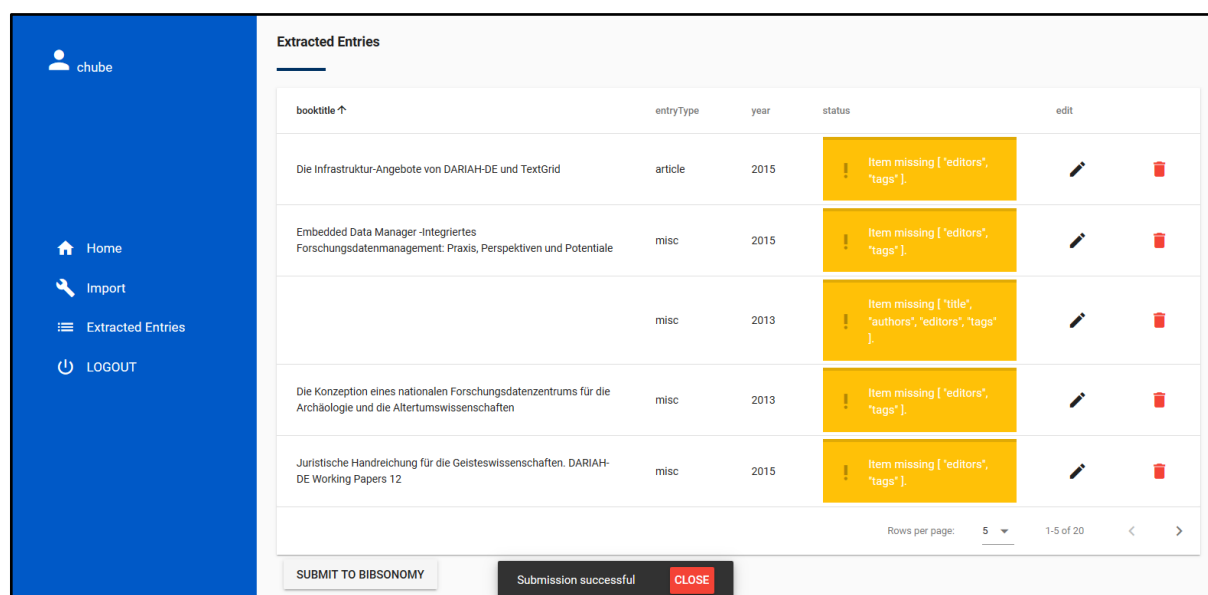 chube
Home
Import
Extracted Entries
LOGOUT
Extracted Entries
booktitle entryType year status edit
Die Infrastruktur-Angebote von DARIAH-DE und TextGrid article 2015 Item missing [ "editors",
"tags" ].
Embedded Data Manager -Integriertes
Forschungsdatenmanagement: Praxis, Perspektiven und Potentiale misc 2015 Item missing [ "editors",
"tags" ].
misc 2013 Item missing [ "title",
"authors", "editors", "tags"
].
Die Konzeption eines nationalen Forschungsdatenzentrums für die
Archäologie und die Altertumswissenschaften misc 2013 Item missing [ "editors",
"tags" ].
Juristische Handreichung für die Geisteswissenschaften. DARIAH-
DE Working Papers 12 misc 2015 Item missing [ "editors",
"tags" ].
Rows per page: 5 1-5 of 20
SUBMIT TO BIBSONOMY
Submission successful CLOSE